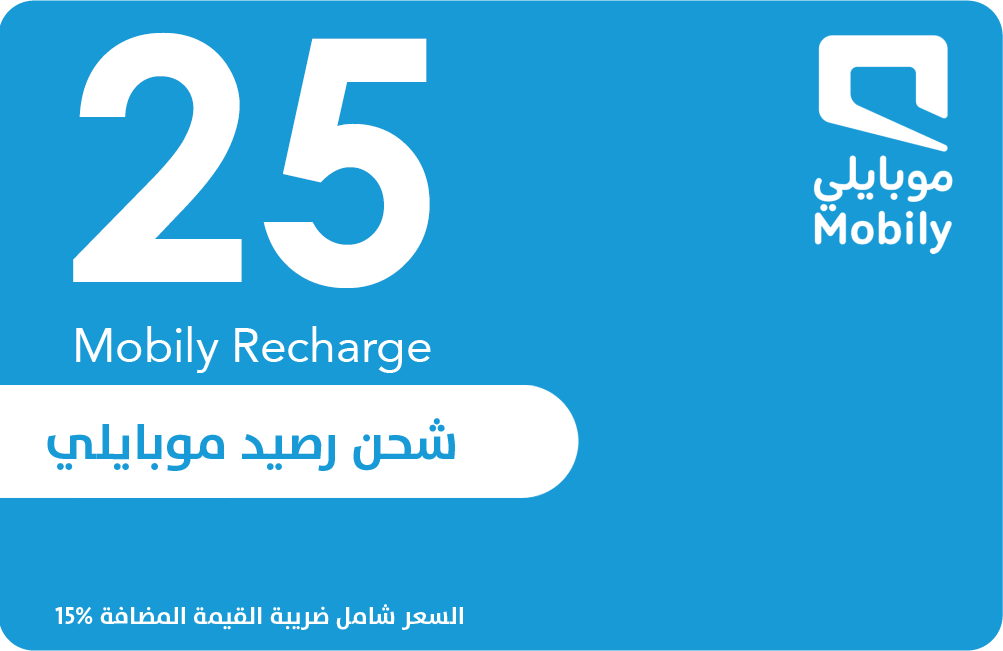 25
موبايلي
Mobily
Mobily Recharge
شحن رصيد موبايلي
السعر شامل ضريبة القيمة المضافة 15%